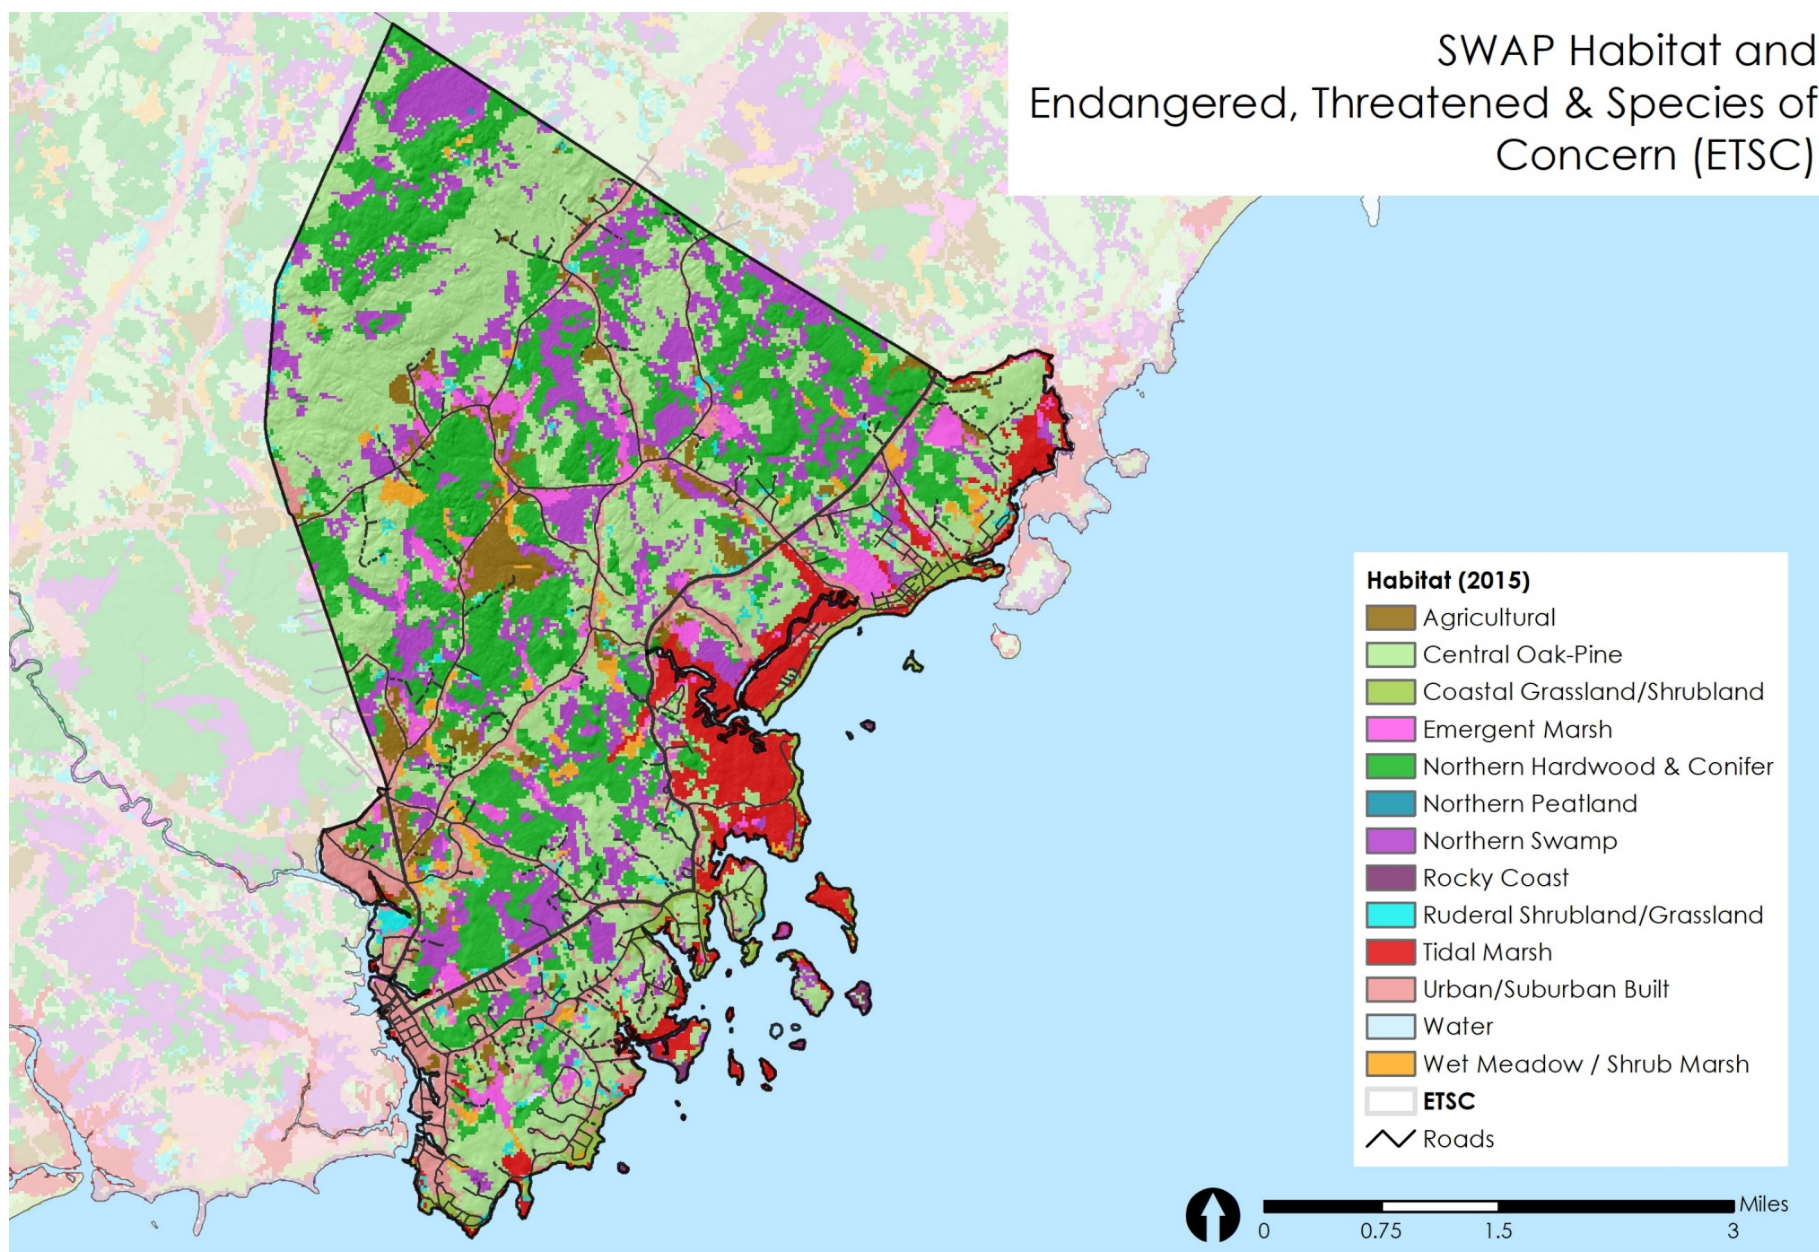 SWAP Habitat and
Endangered, Threatened & Species of
Concern (ETSC)
Habitat (2015)
Agricultural
Central Oak-Pine
Coastal Grassland/Shrubland
Emergent Marsh
Northern Hardwood & Conifer
Northern Peatland
Northern Swamp
Rocky Coast
Ruderal Shrubland/Grassland
Tidal Marsh
Urban/Suburban Built
Water
Wet Meadow / Shrub Marsh
ETSC
Roads
Miles
0 0.75 1.5 3